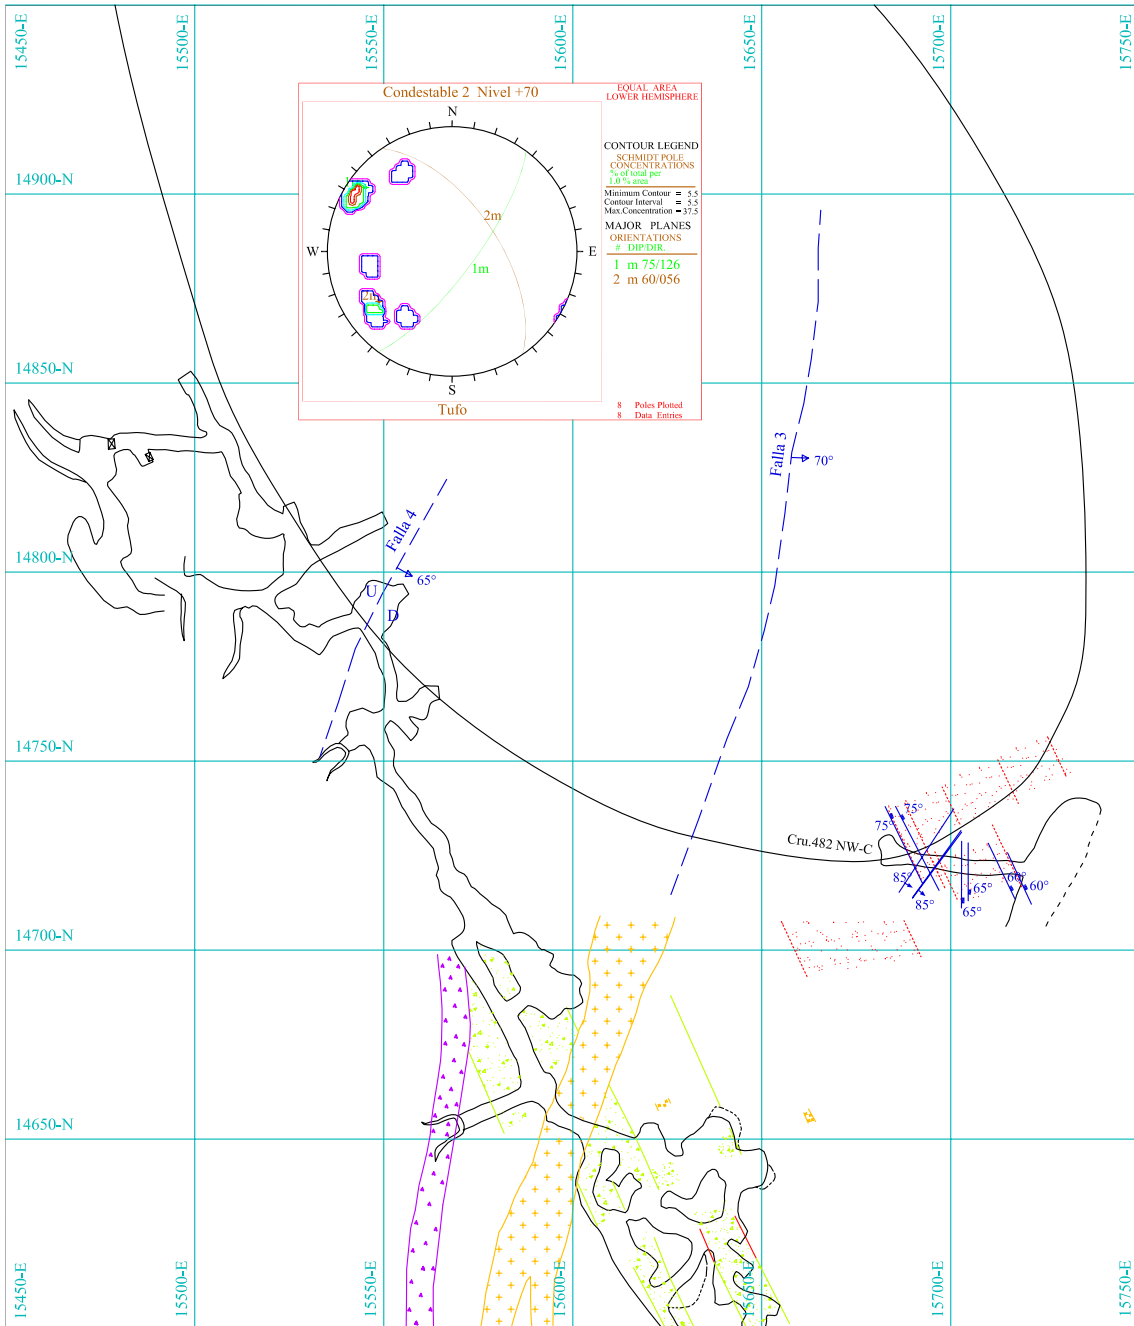 15450-E
15500-E
15550-E
15600-E
15650-E
15700-E
15750-E
Condestable 2 Nivel +70
EQUAL AREA
LOWER HEMISPHERE
N
W
E
S
2m
1m
2m
CONTOUR LEGEND
SCHMIDT POLE
CONCENTRATIONS
% of total per
1.0 % area
Minimum Contour = 5.5
Contour Interval = 5.5
Max.Concentration = 37.5
MAJOR PLANES
ORIENTATIONS
# DIP/DIR.
1 m 75/126
2 m 60/056
Tufo
8 Poles Plotted
8 Data Entries
14900-N
14850-N
14800-N
14750-N
14700-N
14650-N
Falla 3
70°
Falla 4
65°
U
D
Cru.482 NW-C
75°
75°
85°
85°
65°
65°
60°
60°
15450-E
15500-E
15550-E
15600-E
15650-E
15700-E
15750-E